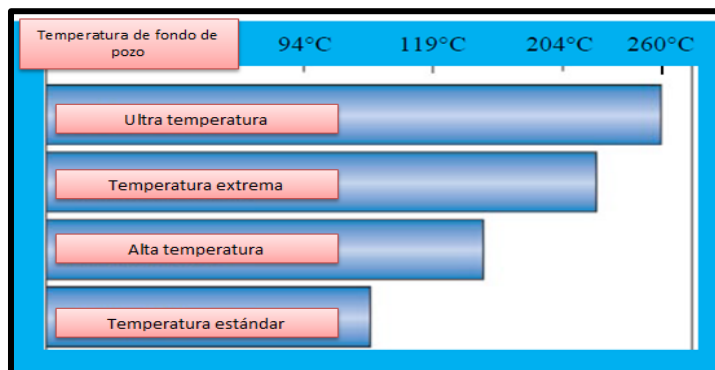 Temperatura de fondo de
pozo
94°C 119°C 204°C 260°C
Ultra temperatura
Temperatura extrema
Alta temperatura
Temperatura estándar